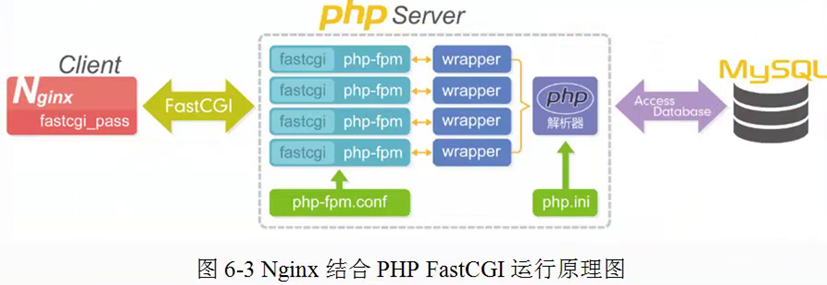 php Server
Client
Nginx
fastcgi_pass
FastCGI
fastcgi php-fpm wrapper
fastcgi php-fpm wrapper
fastcgi php-fpm wrapper
fastcgi php-fpm wrapper
php-fpm.conf
php
解析器
php.ini
Access
Database
MySQL
图 6-3 Nginx 结合 PHP FastCGI 运行原理图